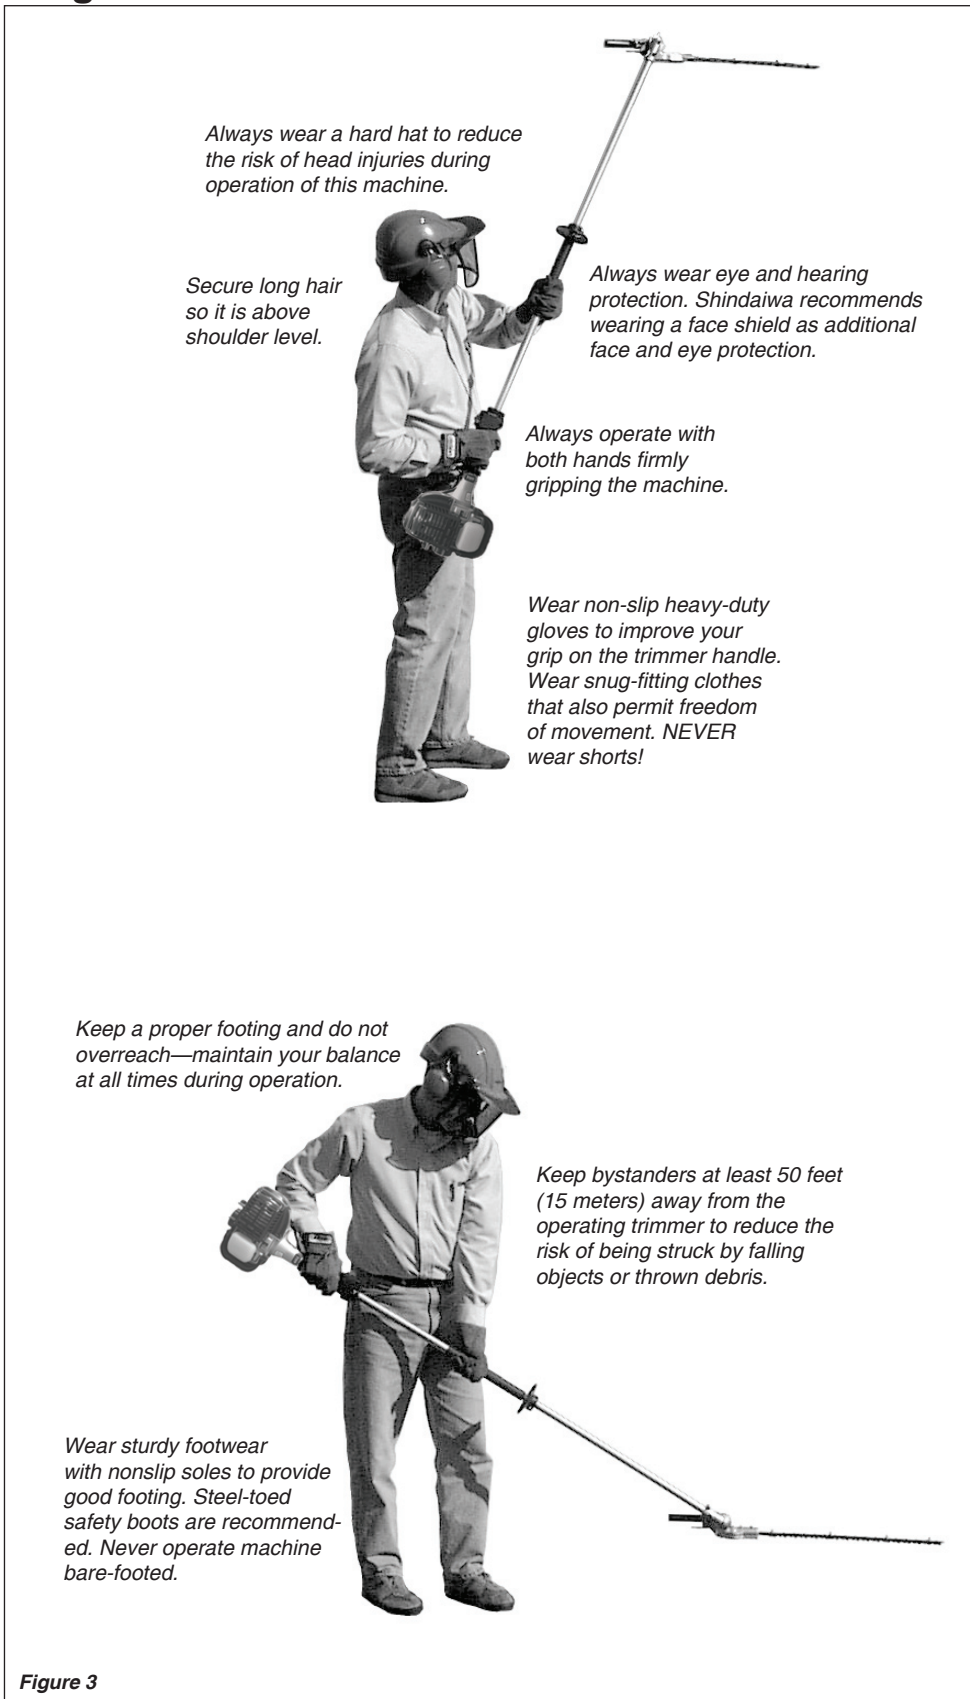 Always wear a hard hat to reduce
the risk of head injuries during
operation of this machine.
Secure long hair
so it is above
shoulder level.
Always wear eye and hearing
protection. Shindaiwa recommends
wearing a face shield as additional
face and eye protection.
Always operate with
both hands firmly
gripping the machine.
Wear non-slip heavy-duty
gloves to improve your
grip on the trimmer handle.
Wear snug-fitting clothes
that also permit freedom
of movement. NEVER
wear shorts!
Keep a proper footing and do not
overreach—maintain your balance
at all times during operation.
Keep bystanders at least 50 feet
(15 meters) away from the
operating trimmer to reduce the
risk of being struck by falling
objects or thrown debris.
Wear sturdy footwear
with nonslip soles to provide
good footing. Steel-toed
safety boots are recommend-
ed. Never operate machine
bare-footed.
Figure 3